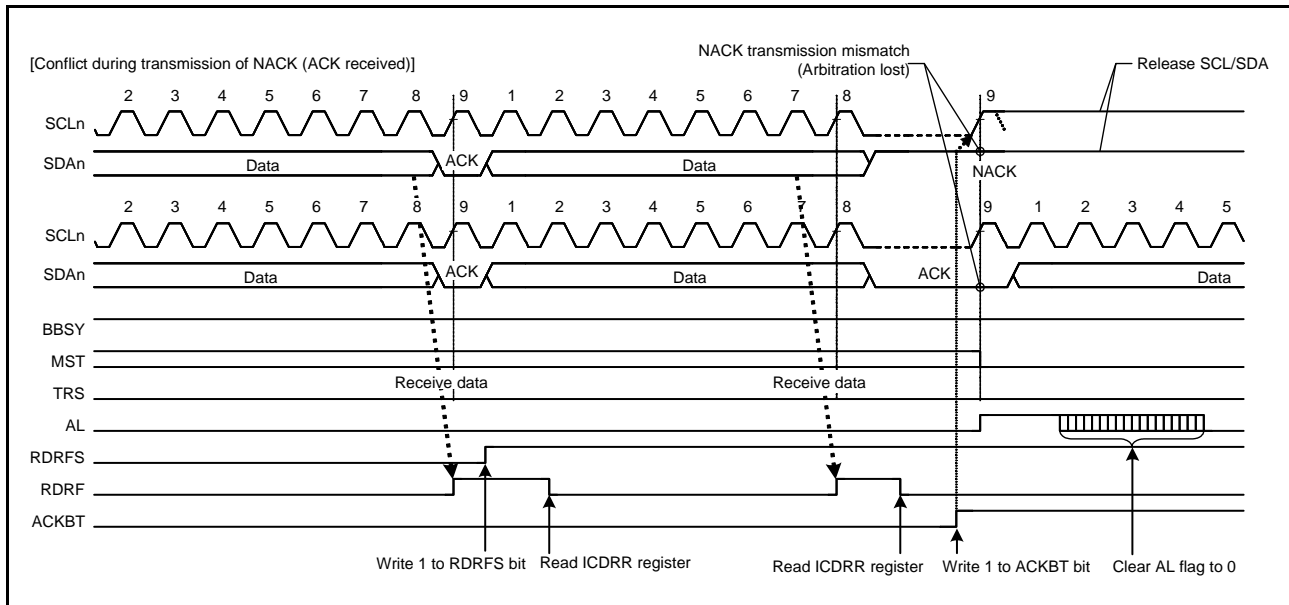 [Conflict during transmission of NACK (ACK received)]
NACK transmission mismatch
(Arbitration lost)
Release SCL/SDA
2 3 4 5 6 7 8 9 1 2 3 4 5 6 7 8 9
SCLn
SDAn
Data ACK Data NACK
2 3 4 5 6 7 8 9 1 2 3 4 5 6 7 8 9 1 2 3 4 5
SCLn
SDAn
Data ACK Data ACK Data
BBSY
MST
Receive data Receive data
TRS
AL
RDRFS
RDRF
ACKBT
Write 1 to RDRFS bit Read ICDRR register Read ICDRR register Write 1 to ACKBT bit Clear AL flag to 0